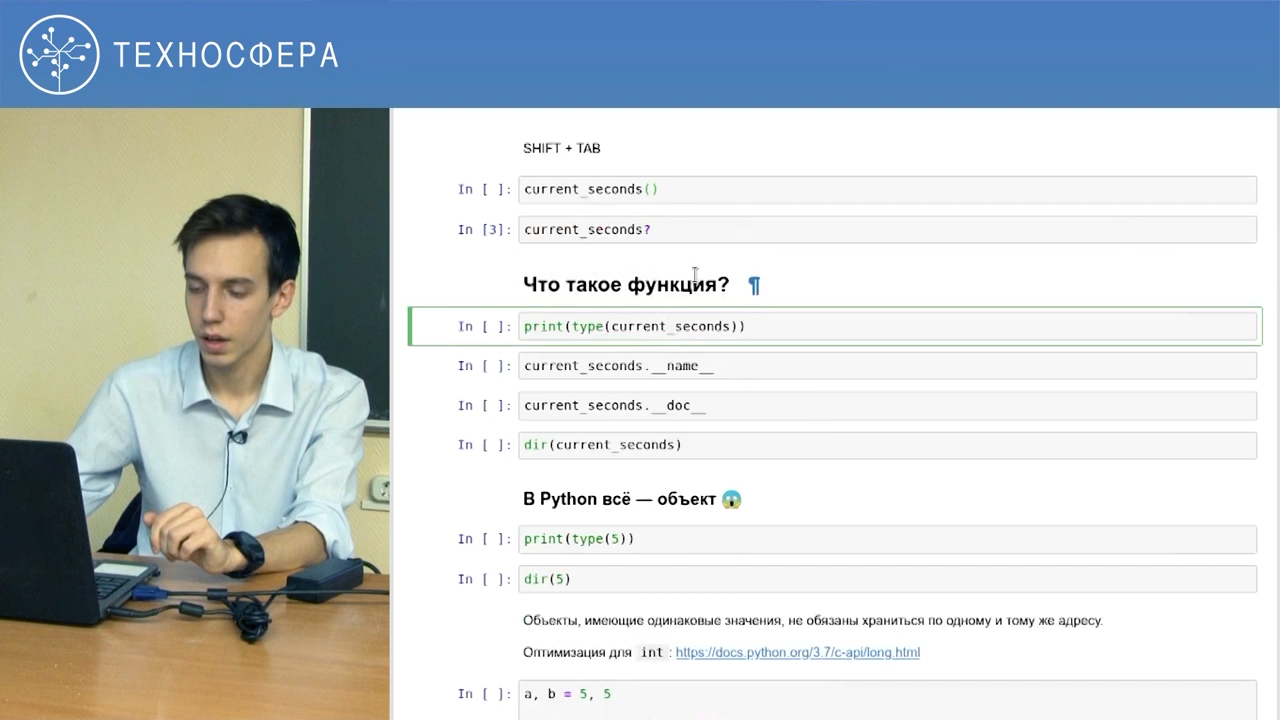 ТЕХНОСФЕРА
SHIFT + TAB
In [ ]: current_seconds()
In [3]: current_seconds?
Что такое функция? ¶
In [ ]: print(type(current_seconds))
In [ ]: current_seconds.__name__
In [ ]: current_seconds.__doc__
In [ ]: dir(current_seconds)
В Python всё — объект 😱
In [ ]: print(type(5))
In [ ]: dir(5)
Объекты, имеющие одинаковые значения, не обязаны храниться по одному и тому же адресу.
Оптимизация для int : https://docs.python.org/3.7/c-api/long.html
In [ ]: a, b = 5, 5